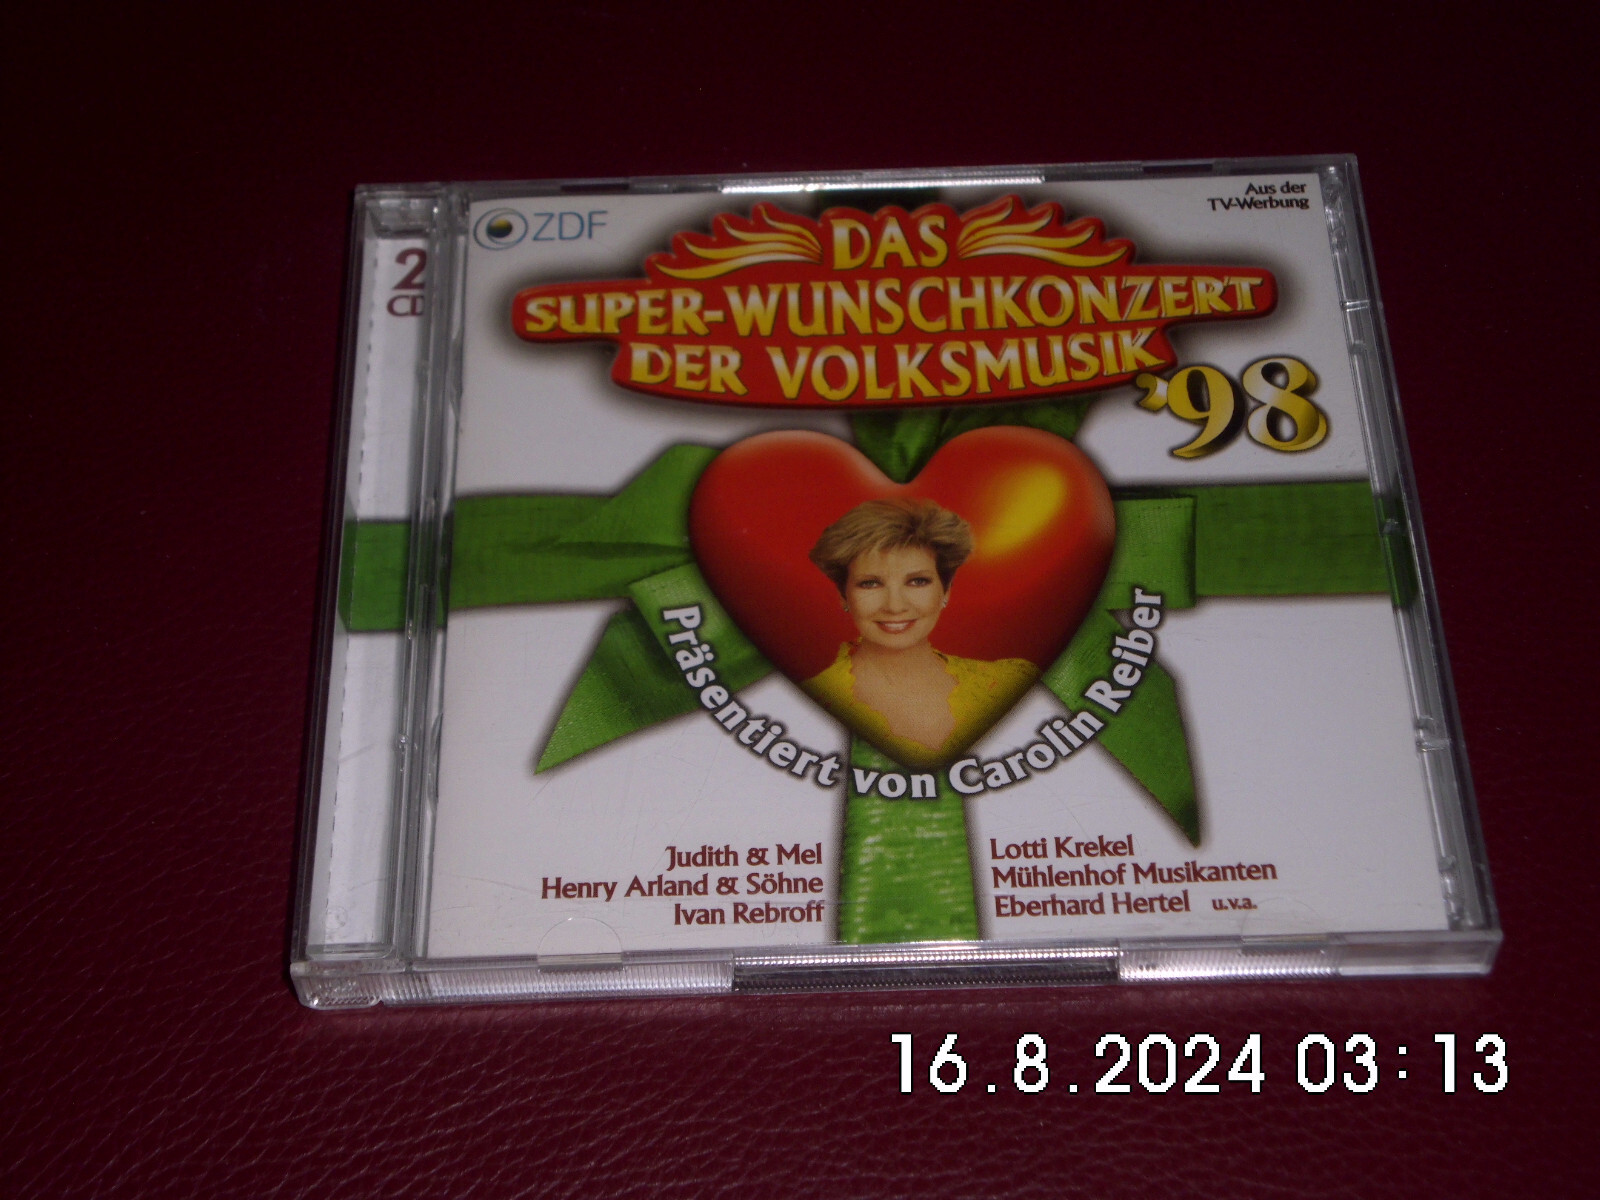 2
CD
ZDF
Aus der
TV-Werbung
DAS
SUPER-WUNSCHKONZERT
DER VOLKSMUSIK
'98
Präsentiert von Carolin Reiber
Judith & Mel
Henry Arland & Söhne
Ivan Rebroff
Lotti Krekel
Mühlenhof Musikanten
Eberhard Hertel u.v.a.
16.8.2024 03:13